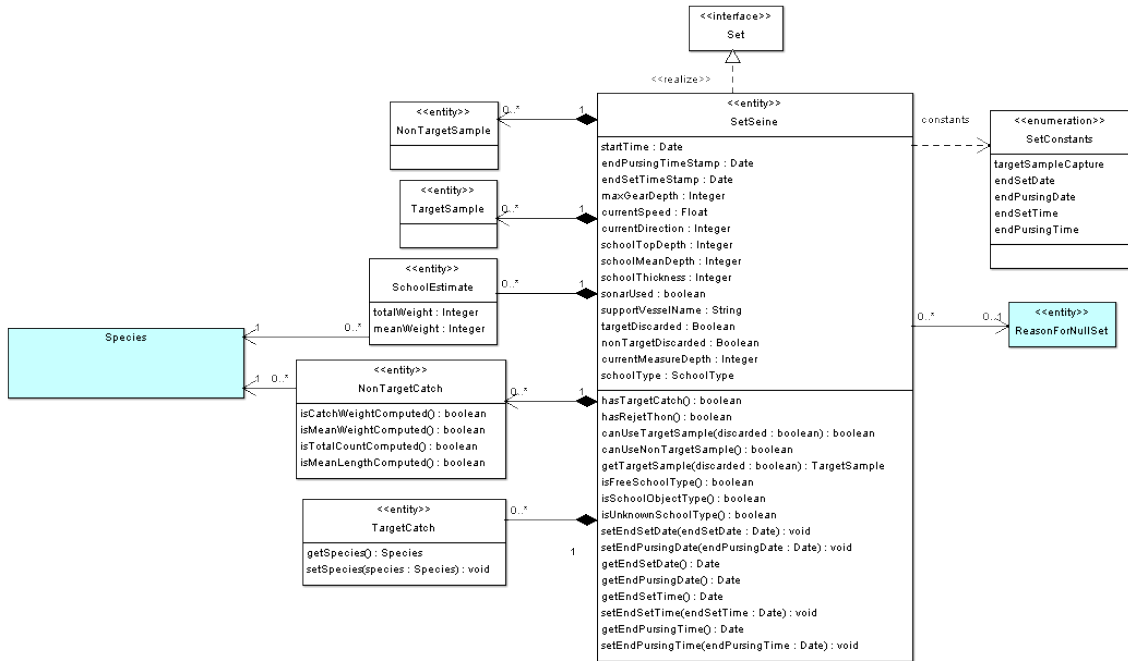 <<interface>>
Set
<<realize>>
<<entity>>
NonTargetSample
0..*
1
<<entity>>
TargetSample
0..*
1
<<entity>>
SchoolEstimate
totalWeight : Integer
meanWeight : Integer
0..*
1
Species
1
0..*
1
0..*
<<entity>>
NonTargetCatch
isCatchWeightComputed() : boolean
isMeanWeightComputed() : boolean
isTotalCountComputed() : boolean
isMeanLengthComputed() : boolean
0..*
1
<<entity>>
TargetCatch
getSpecies() : Species
setSpecies(species : Species) : void
0..*
1
<<entity>>
SetSeine
startTime : Date
endPursingTimeStamp : Date
endSetTimeStamp : Date
maxGearDepth : Integer
currentSpeed : Float
currentDirection : Integer
schoolTopDepth : Integer
schoolMeanDepth : Integer
schoolThickness : Integer
sonarUsed : boolean
supportVesselName : String
targetDiscarded : Boolean
nonTargetDiscarded : Boolean
currentMeasureDepth : Integer
schoolType : SchoolType
hasTargetCatch() : boolean
hasRejetThon() : boolean
canUseTargetSample(discarded : boolean) : boolean
canUseNonTargetSample() : boolean
getTargetSample(discarded : boolean) : TargetSample
isFreeSchoolType() : boolean
isSchoolObjectType() : boolean
isUnknownSchoolType() : boolean
setEndSetDate(endSetDate : Date) : void
setEndPursingDate(endPursingDate : Date) : void
getEndSetDate() : Date
getEndPursingDate() : Date
getEndSetTime() : Date
setEndSetTime(endSetTime : Date) : void
getEndPursingTime() : Date
setEndPursingTime(endPursingTime : Date) : void
constants
<<enumeration>>
SetConstants
targetSampleCapture
endSetDate
endPursingDate
endSetTime
endPursingTime
0..*
0..1
<<entity>>
ReasonForNullSet